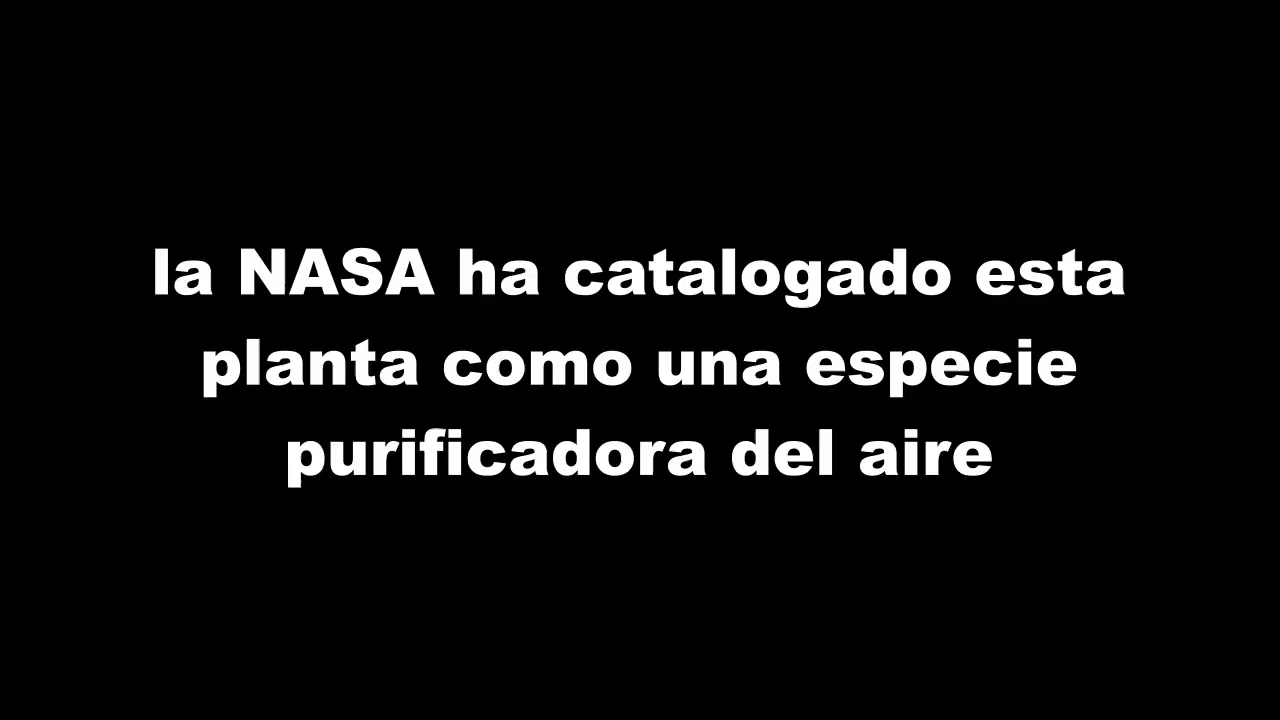 la NASA ha catalogado esta
planta como una especie
purificadora del aire